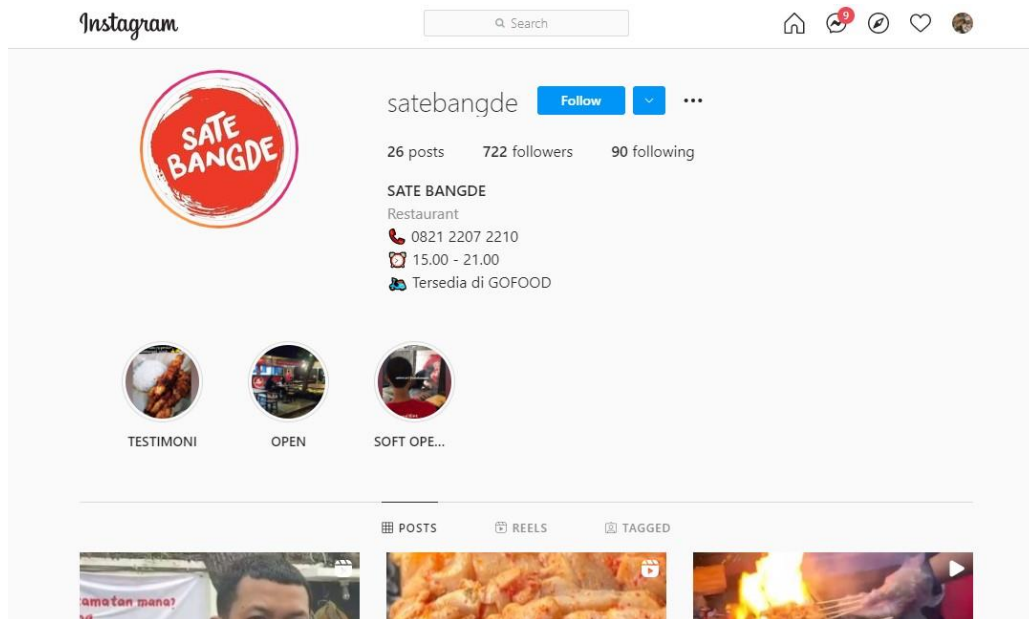 Instagram
Search
9
SATE
BANGDE
satebangde
Follow
26 posts 722 followers 90 following
SATE BANGDE
Restaurant
0821 2207 2210
15.00 - 21.00
Tersedia di GOFOOD
TESTIMONI OPEN SOFT OPE...
POSTS REELS TAGGED
amatan mana?